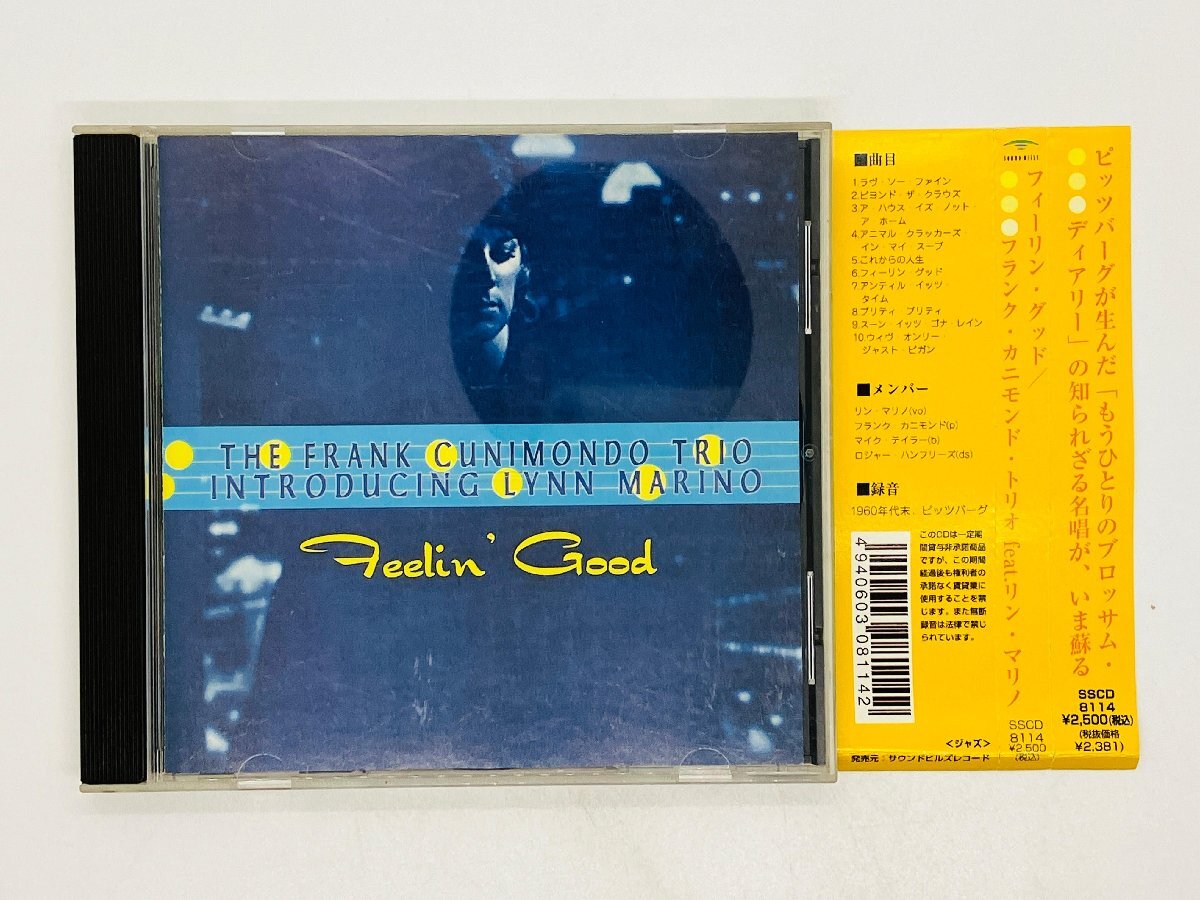 THE FRANK CUNIMONDO TRIO
INTRODUCING LYNN MARINO
Feelin' Good
■曲目
1.ラヴ・ソー・ファイン
2.ビヨンド・ザ・クラウズ
3.ア・ハウス・イズ・ノット・
ア・ホーム
4.アニマル・クラッカーズ・
イン・マイ・スープ
5.これからの人生
6.フィーリン・グッド
7.アンティル・イッツ・
タイム
8.プリティ・プリティ
9.スーン・イッツ・ゴナ・レイン
10.ウィヴ・オンリー・
ジャスト・ビガン
■メンバー
リン・マリノ(vo)
フランク・カニモンド(p)
マイク・テイラー(b)
ロジャー・ハンフリーズ(ds)
■録音
1960年代末、ピッツバーグ
4940603081142
このCDは一定期
間貸与非承諾商品
ですが、この期間
経過後も権利者の
承諾なく賃貸業に
使用することを禁
じます。また無断
録音は法律で禁じ
られています。
<ジャズ>
発売元:サウンドヒルズレコード
SOUND HILLS
フィーリン・グッド/
フランク・カニモンド・トリオ feat.リン・マリノ
SSCD
8114
¥2,500
(税込)
ピッツバーグが生んだ「もうひとりのブロッサム・
ディアリー」の知られざる名唱が、いま蘇る
SSCD
8114
¥2,500(税込)
(税抜価格
¥2,381)